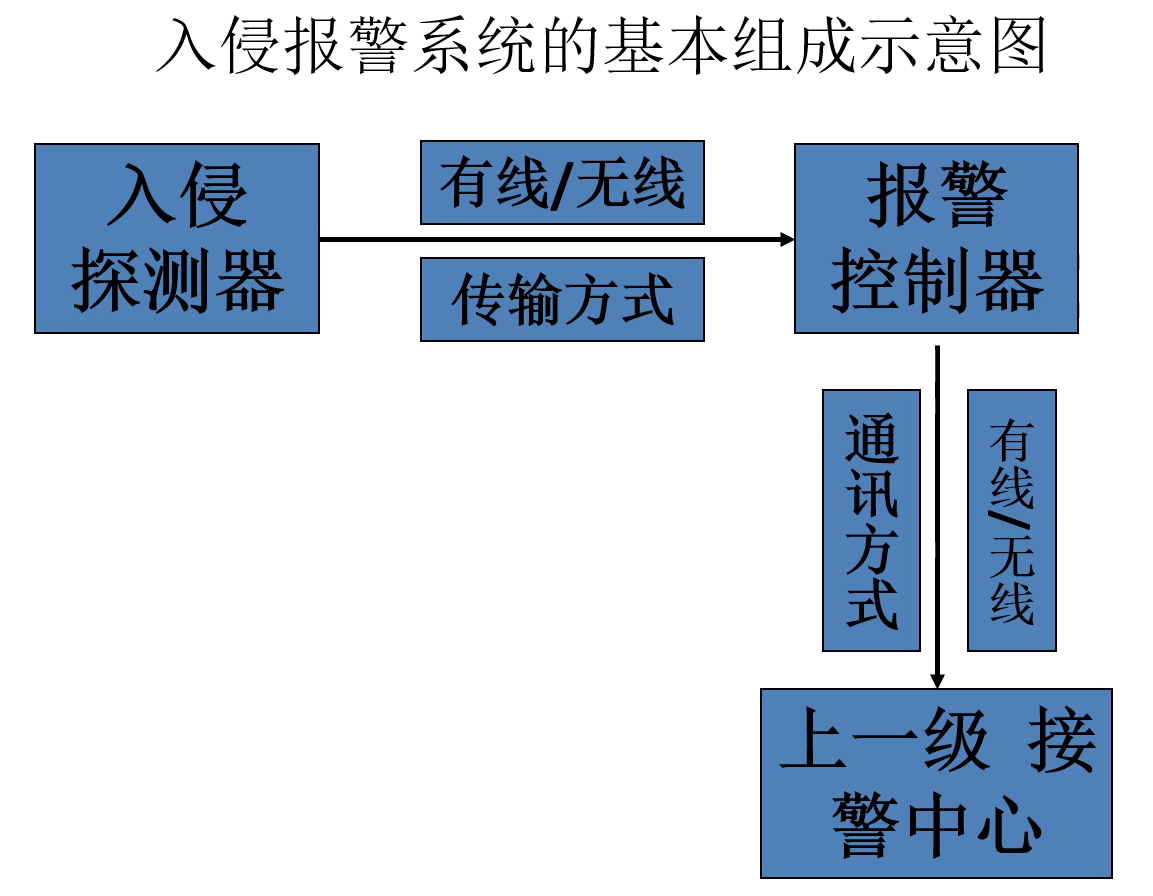 入侵报警系统的基本组成示意图
入侵
探测器
有线/无线
传输方式
报警
控制器
通讯方式
有线/无线
上一级 接
警中心